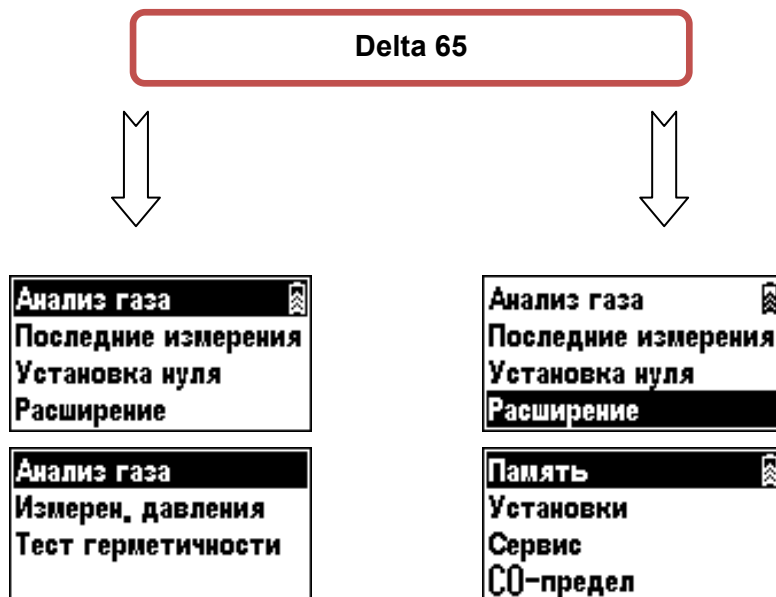 Delta 65
Анализ газа
Последние измерения
Установка нуля
Расширение
Анализ газа
Измерен. давления
Тест герметичности
Анализ газа
Последние измерения
Установка нуля
Расширение
Память
Установки
Сервис
CO-предел